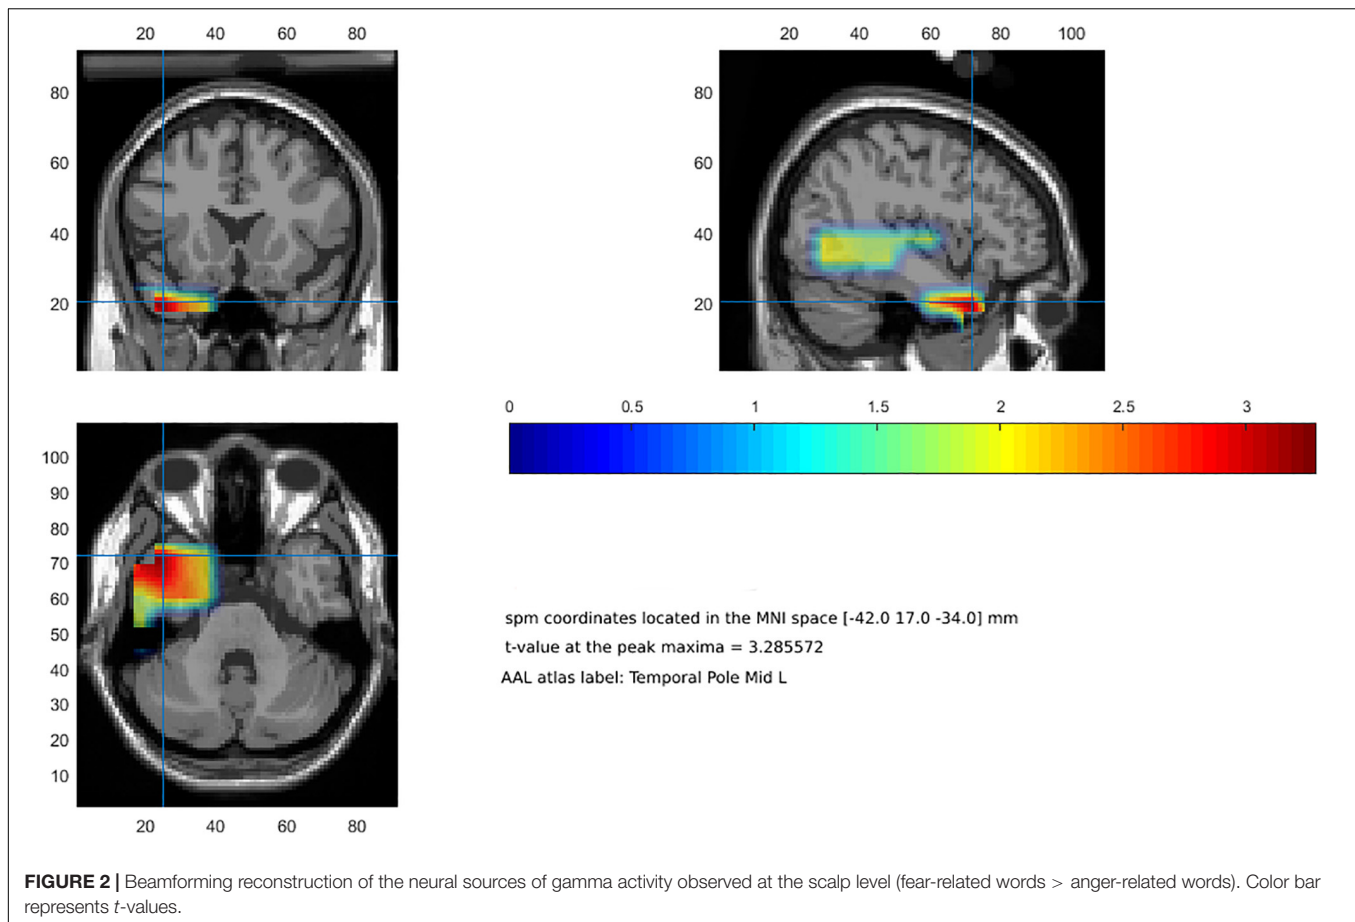 20 40 60 80
80
60
40
20
20 40 60 80 100
80
60
40
20
0 0.5 1 1.5 2 2.5 3
100
90
80
70
60
50
40
30
20
10
20 40 60 80
spm coordinates located in the MNI space [-42.0 17.0 -34.0] mm
t-value at the peak maxima = 3.285572
AAL atlas label: Temporal Pole Mid L
FIGURE 2 | Beamforming reconstruction of the neural sources of gamma activity observed at the scalp level (fear-related words > anger-related words). Color bar
represents t-values.